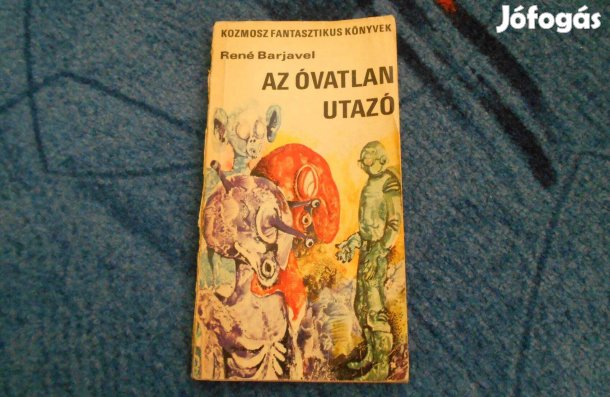 Jófogás
KOZMOSZ FANTASZTIKUS KÖNYVEK
René Barjavel
AZ ÓVATLAN
UTAZÓ